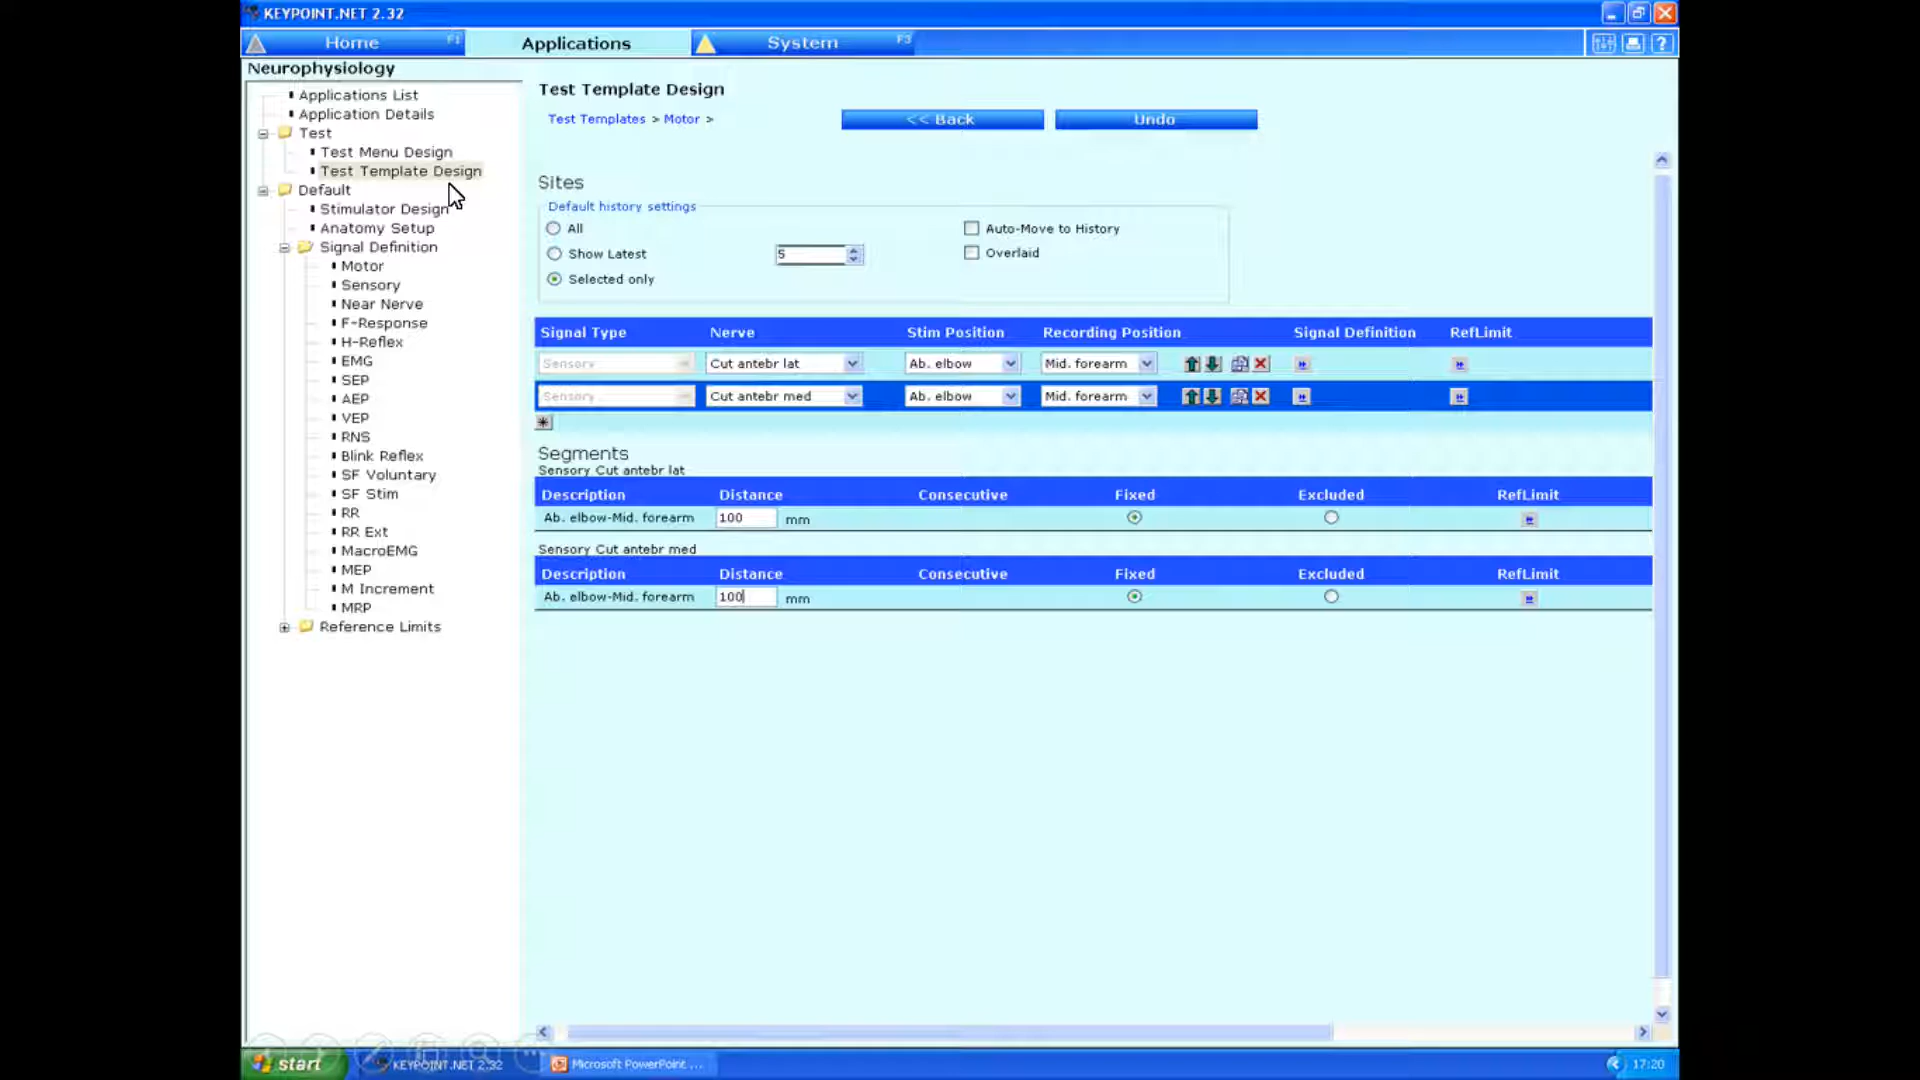 KEYPOINT.NET 2.32
Home F1 Applications System F3
Neurophysiology
Applications List
Application Details
Test
Test Menu Design
Test Template Design
Default
Stimulator Design
Anatomy Setup
Signal Definition
Motor
Sensory
Near Nerve
F-Response
H-Reflex
EMG
SEP
AEP
VEP
RNS
Blink Reflex
SF Voluntary
SF Stim
RR
RR Ext
MacroEMG
MEP
M Increment
MRP
Reference Limits
Test Template Design
Test Templates > Motor >
<< Back
Undo
Sites
Default history settings
All
Auto-Move to History
Show Latest 5
Overlaid
Selected only
Signal Type Nerve Stim Position Recording Position Signal Definition RefLimit
Sensory Cut antebr lat Ab. elbow Mid. forearm
Sensory Cut antebr med Ab. elbow Mid. forearm
Segments
Sensory Cut antebr lat
Description Distance Consecutive Fixed Excluded RefLimit
Ab. elbow-Mid. forearm 100 mm
Sensory Cut antebr med
Description Distance Consecutive Fixed Excluded RefLimit
Ab. elbow-Mid. forearm 100 mm
start KEYPOINT.NET 2.32 Microsoft PowerPoint ... 17:20